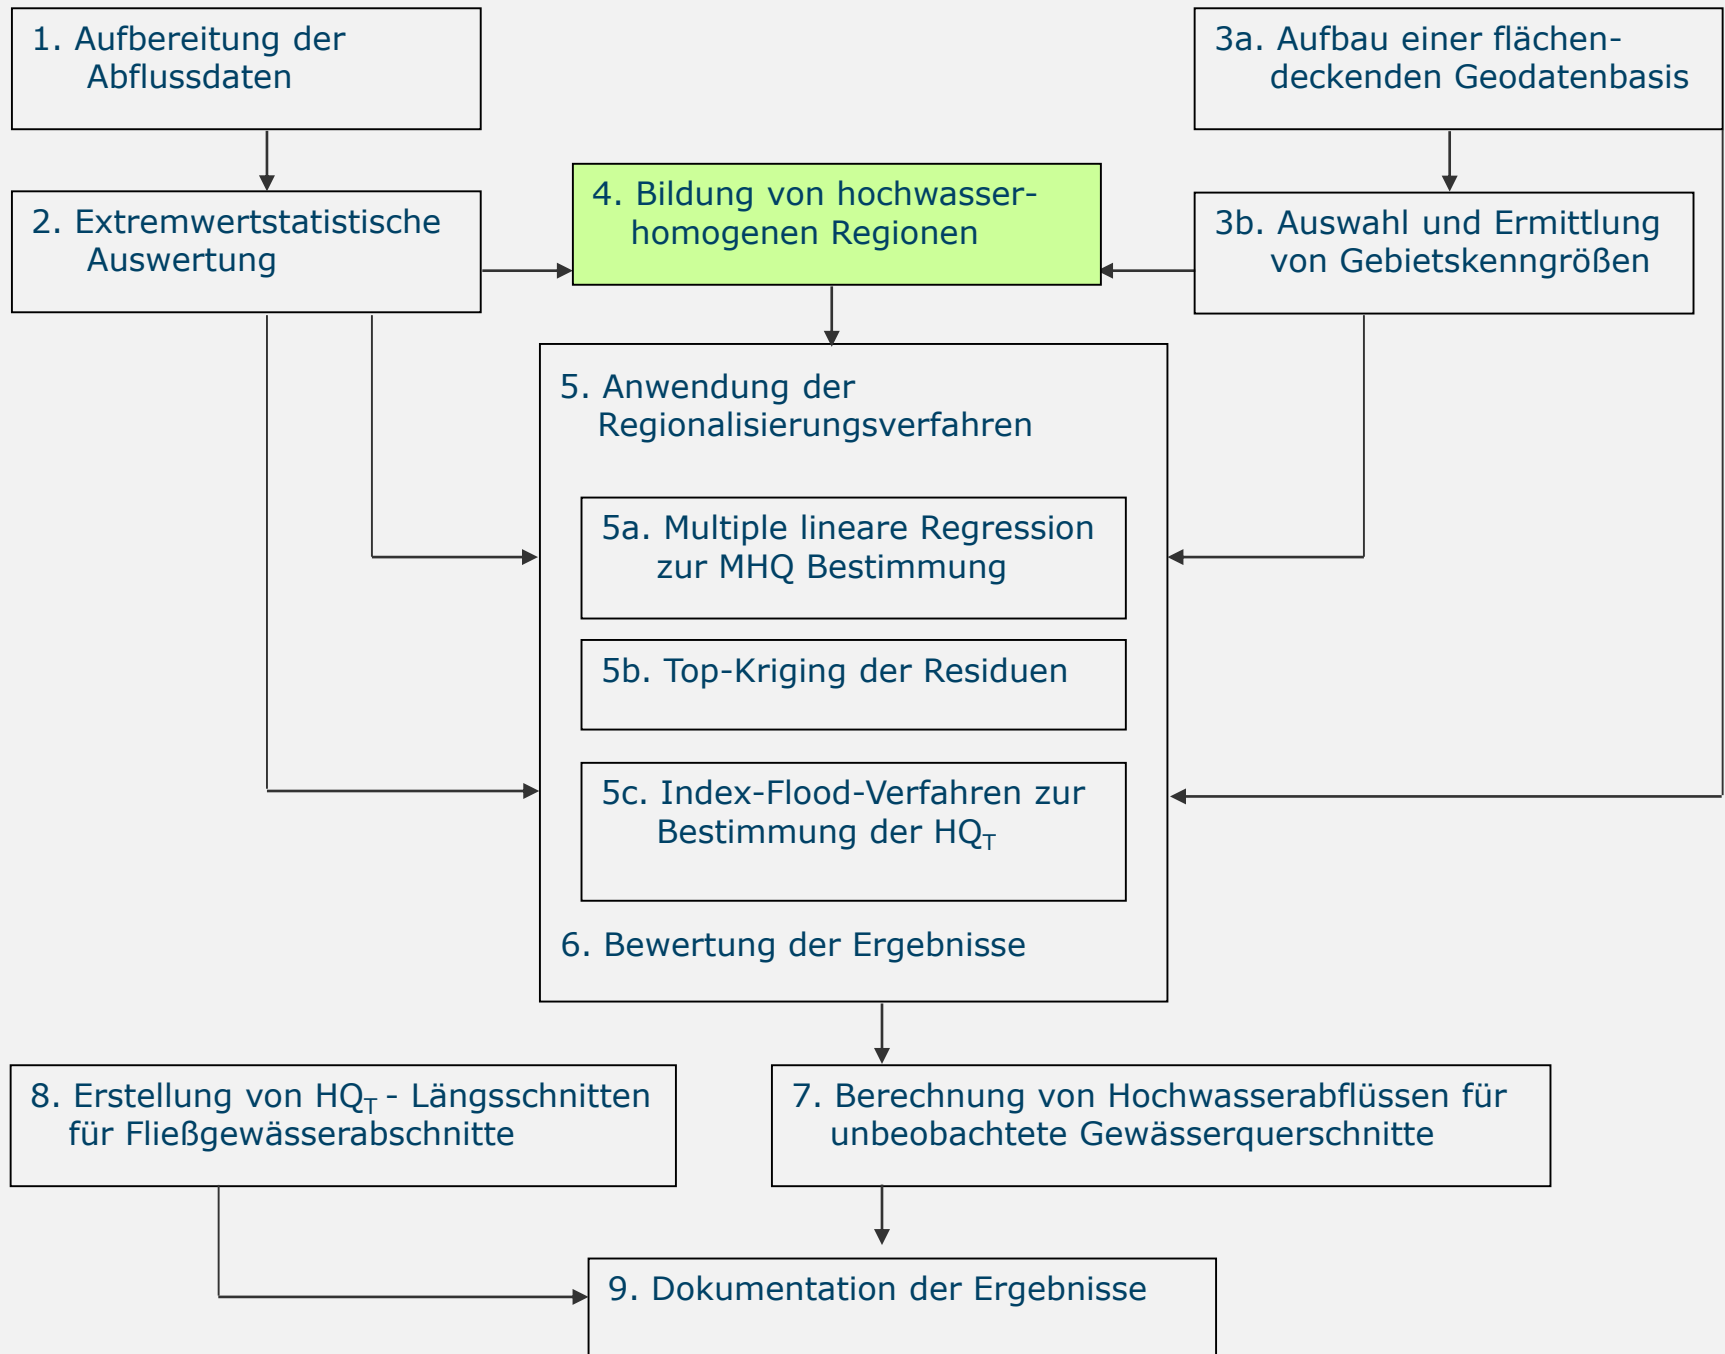 1. Aufbereitung der
Abflussdaten
3a. Aufbau einer flächen-
deckenden Geodatenbasis
2. Extremwertstatistische
Auswertung
4. Bildung von hochwasser-
homogenen Regionen
3b. Auswahl und Ermittlung
von Gebietskenngrößen
5. Anwendung der
Regionalisierungsverfahren
5a. Multiple lineare Regression
zur MHQ Bestimmung
5b. Top-Kriging der Residuen
5c. Index-Flood-Verfahren zur
Bestimmung der HQT
6. Bewertung der Ergebnisse
8. Erstellung von HQT - Längsschnitten
für Fließgewässerabschnitte
7. Berechnung von Hochwasserabflüssen für
unbeobachtete Gewässerquerschnitte
9. Dokumentation der Ergebnisse